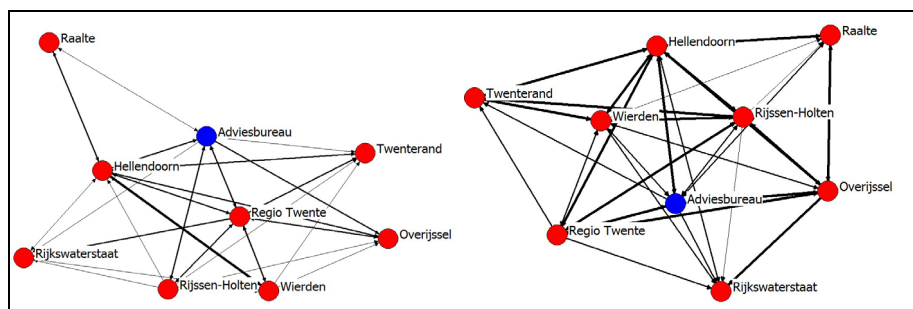 Raalte
Adviesbureau
Twenterand
Hellendoorn
Regio Twente
Overijssel
Rijkswaterstaat
Rijssen-Holten
Wierden
Hellendoorn
Raalte
Twenterand
Wierden
Rijssen-Holten
Overijssel
Adviesbureau
Regio Twente
Rijkswaterstaat